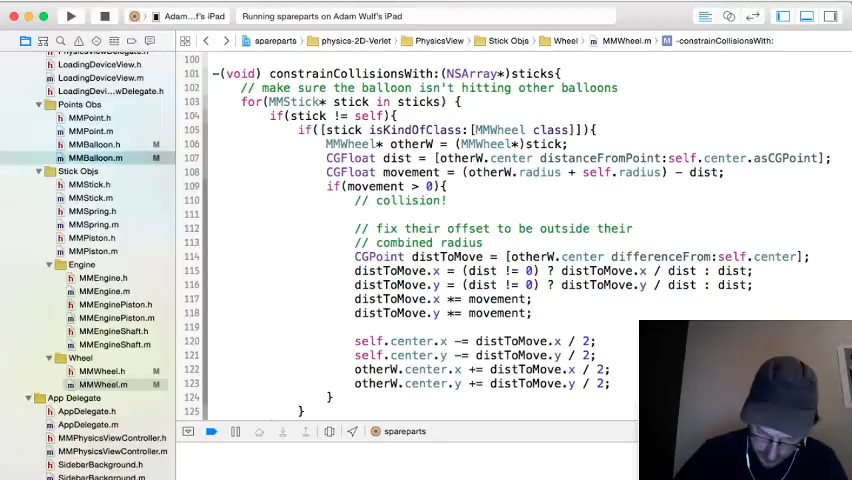 Adam...f's iPad
Running spareparts on Adam Wulf's iPad
spareparts
physics-2D-Verlet
PhysicsView
Stick Objs
Wheel
MMWheel.m
M
-constrainCollisionsWith:
LoadingDeviceView.h
LoadingDeviceView.m
LoadingDevi...wDelegate.h
Points Obs
MMPoint.h
MMPoint.m
MMBalloon.h M
MMBalloon.m M
Stick Objs
MMStick.h
MMStick.m
MMSpring.h
MMSpring.m
MMPiston.h
MMPiston.m
Engine
MMEngine.h
MMEngine.m
MMEnginePiston.h
MMEnginePiston.m
MMEngineShaft.h
MMEngineShaft.m
Wheel
MMWheel.h M
MMWheel.m M
App Delegate
AppDelegate.h
AppDelegate.m
MMPhysicsViewController.h
MMPhysicsViewController.m
SidebarBackground.h
100
101 -(void) constrainCollisionsWith:(NSArray*)sticks{
102 // make sure the balloon isn't hitting other balloons
103 for(MMStick* stick in sticks) {
104 if(stick != self){
105 if([stick isKindOfClass:[MMWheel class]]){
106 MMWheel* otherW = (MMWheel*)stick;
107 CGFloat dist = [otherW.center distanceFromPoint:self.center.asCGPoint];
108 CGFloat movement = (otherW.radius + self.radius) - dist;
109 if(movement > 0){
110 // collision!
111
112 // fix their offset to be outside their
113 // combined radius
114 CGPoint distToMove = [otherW.center differenceFrom:self.center];
115 distToMove.x = (dist != 0) ? distToMove.x / dist : dist;
116 distToMove.y = (dist != 0) ? distToMove.y / dist : dist;
117 distToMove.x *= movement;
118 distToMove.y *= movement;
119
120 self.center.x -= distToMove.x / 2;
121 self.center.y -= distToMove.y / 2;
122 otherW.center.x += distToMove.x / 2;
123 otherW.center.y += distToMove.y / 2;
124 }
125 }
spareparts